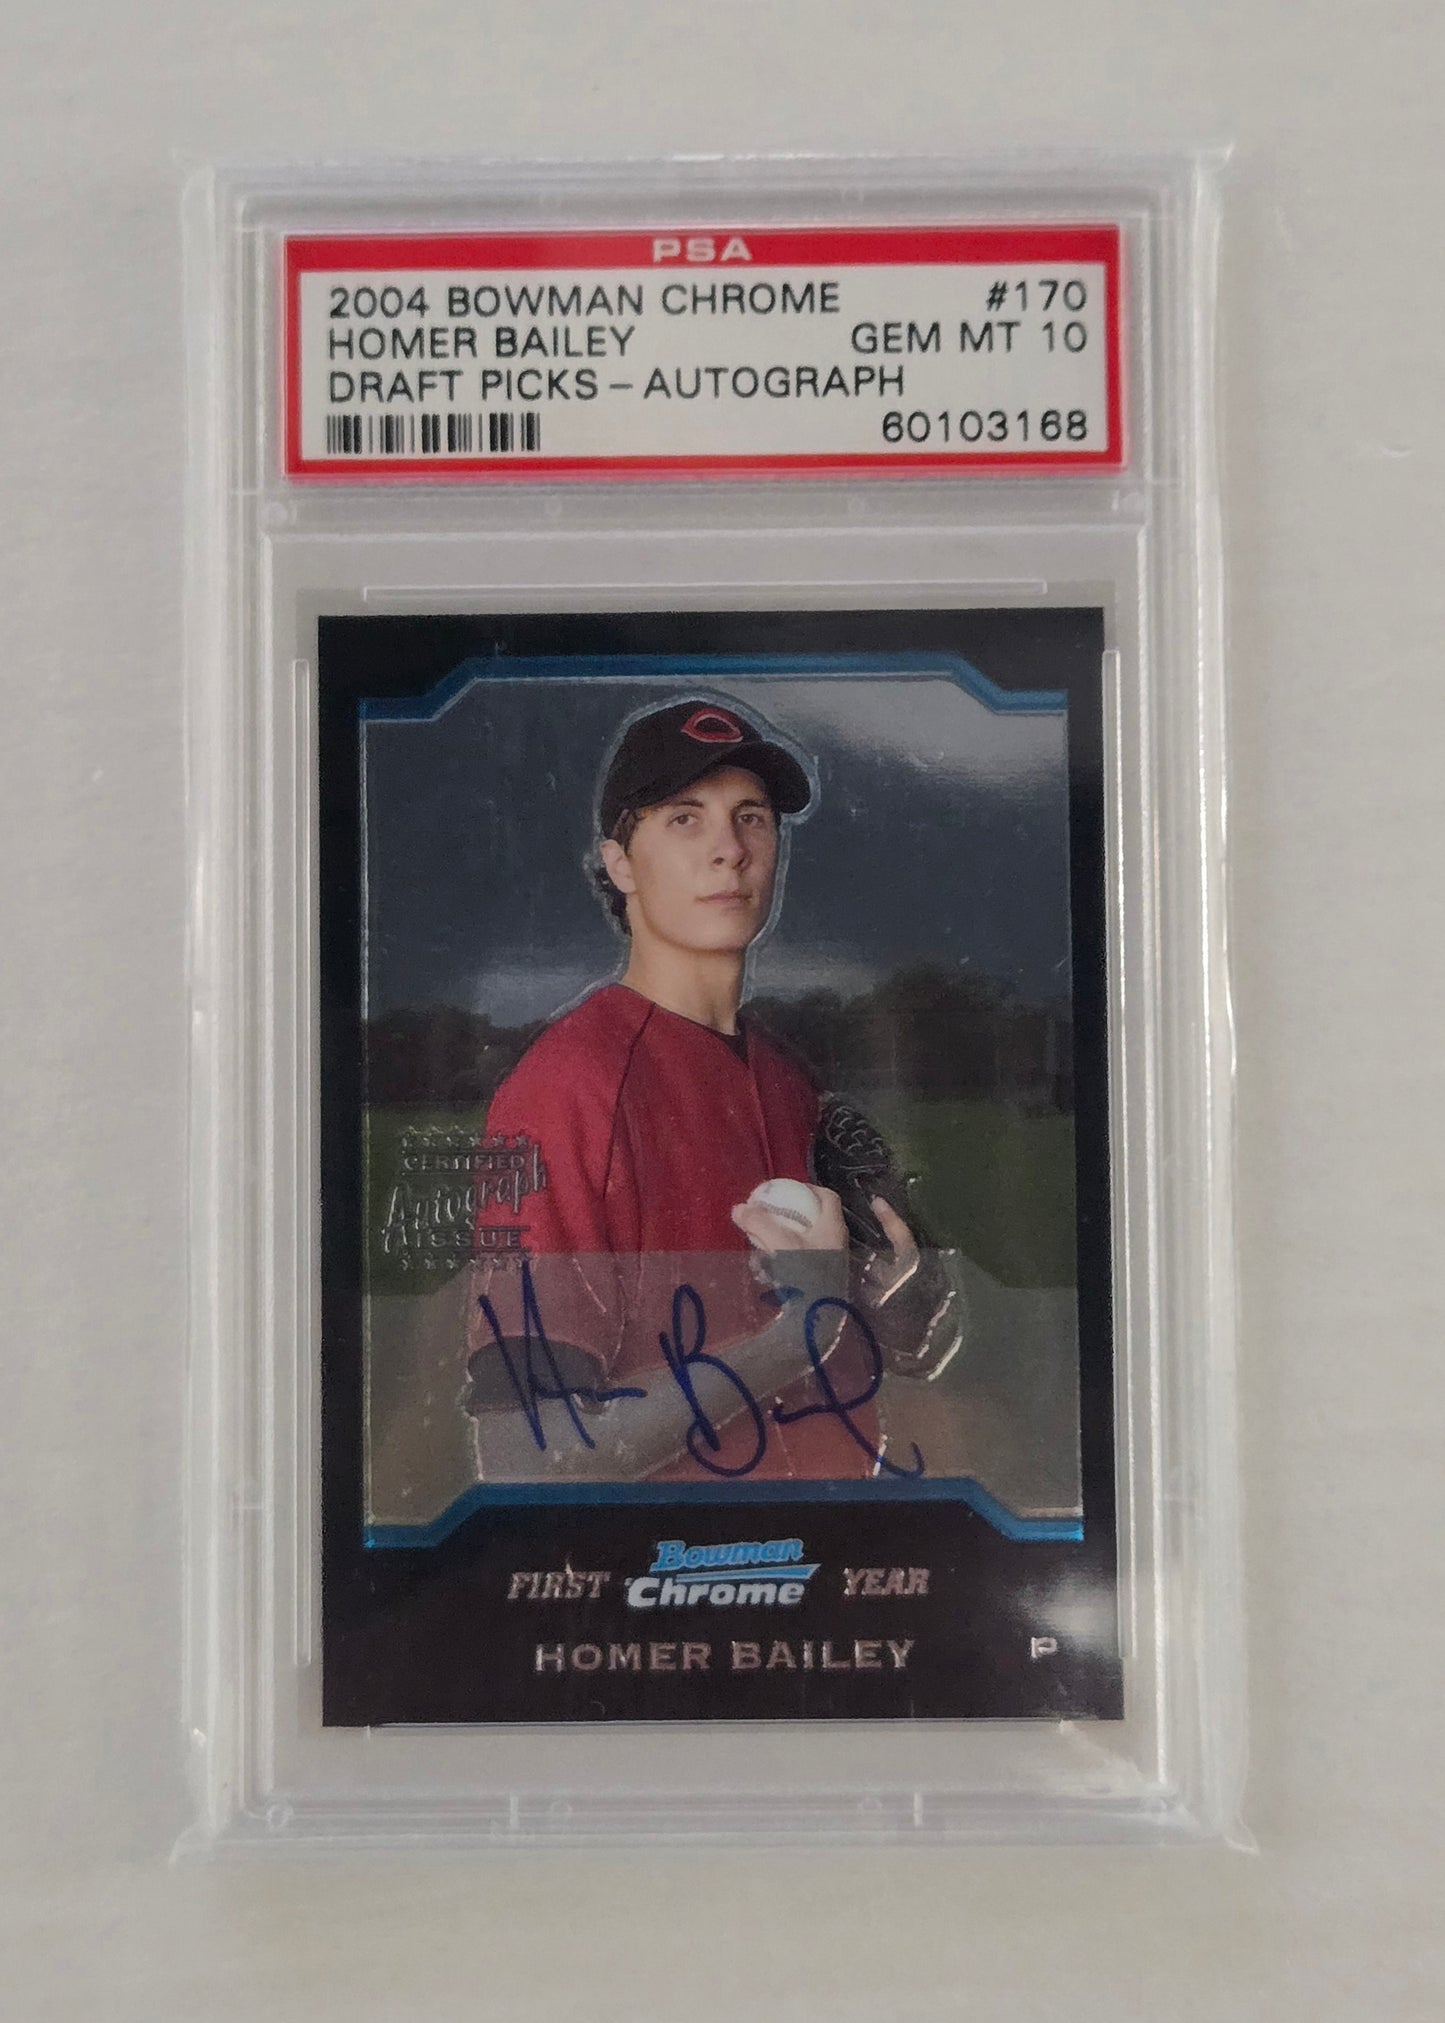 PSA
2004 BOWMAN CHROME #170
HOMER BAILEY GEM MT 10
DRAFT PICKS – AUTOGRAPH
60103168
CERTIFIED
Autograph
ISSUE
FIRST Bowman Chrome YEAR
HOMER BAILEY P